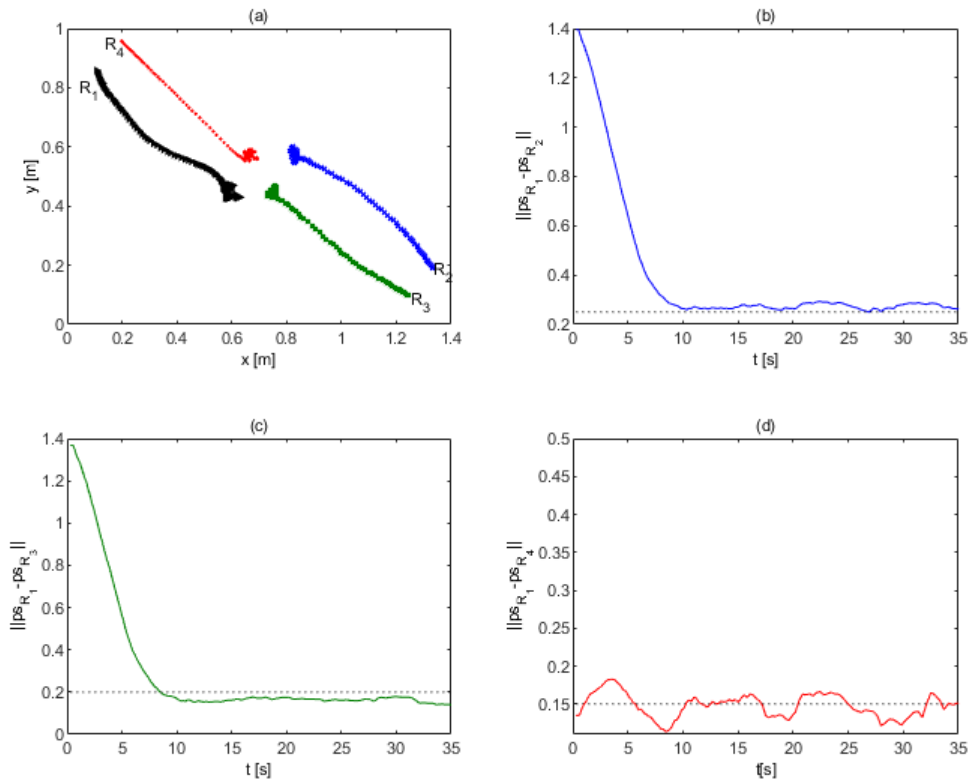 (a)
1
0.8
0.6
0.4
0.2
0
y [m]
R4
R1
R2
R3
0 0.2 0.4 0.6 0.8 1 1.2 1.4
x [m]
(b)
1.4
1.2
1
0.8
0.6
0.4
0.2
||psR1-psR2||
0 5 10 15 20 25 30 35
t [s]
(c)
1.4
1.2
1
0.8
0.6
0.4
0.2
0
||psR1-psR3||
0 5 10 15 20 25 30 35
t [s]
(d)
0.5
0.45
0.4
0.35
0.3
0.25
0.2
0.15
0.1
||psR1-psR4||
0 5 10 15 20 25 30 35
t[s]